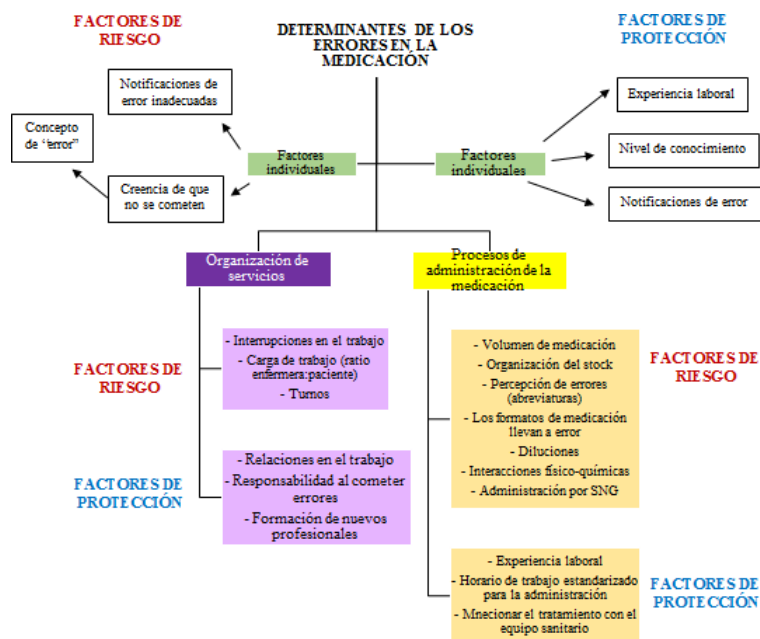 FACTORES DE
RIESGO
DETERMINANTES DE LOS
ERRORES EN LA
MEDICACIÓN
FACTORES DE
PROTECCIÓN
Notificaciones de
error inadecuadas
Experiencia laboral
Concepto
de "error"
Factores
individuales
Factores
individuales
Nivel de conocimiento
Creencia de que
no se cometen
Notificaciones de error
Organización de
servicios
Procesos de
administración de la
medicación
FACTORES DE
RIESGO
- Interrupciones en el trabajo
- Carga de trabajo (ratio
enfermera:paciente)
- Turnos
- Volumen de medicación
- Organización del stock
- Percepción de errores
(abreviaturas)
- Los formatos de medicación
llevan a error
- Diluciones
- Interacciones físico-químicas
- Administración por SNG
FACTORES DE
RIESGO
FACTORES DE
PROTECCIÓN
- Relaciones en el trabajo
- Responsabilidad al cometer
errores
- Formación de nuevos
profesionales
- Experiencia laboral
- Horario de trabajo estandarizado
para la administración
- Mnecionar el tratamiento con el
equipo sanitario
FACTORES DE
PROTECCIÓN